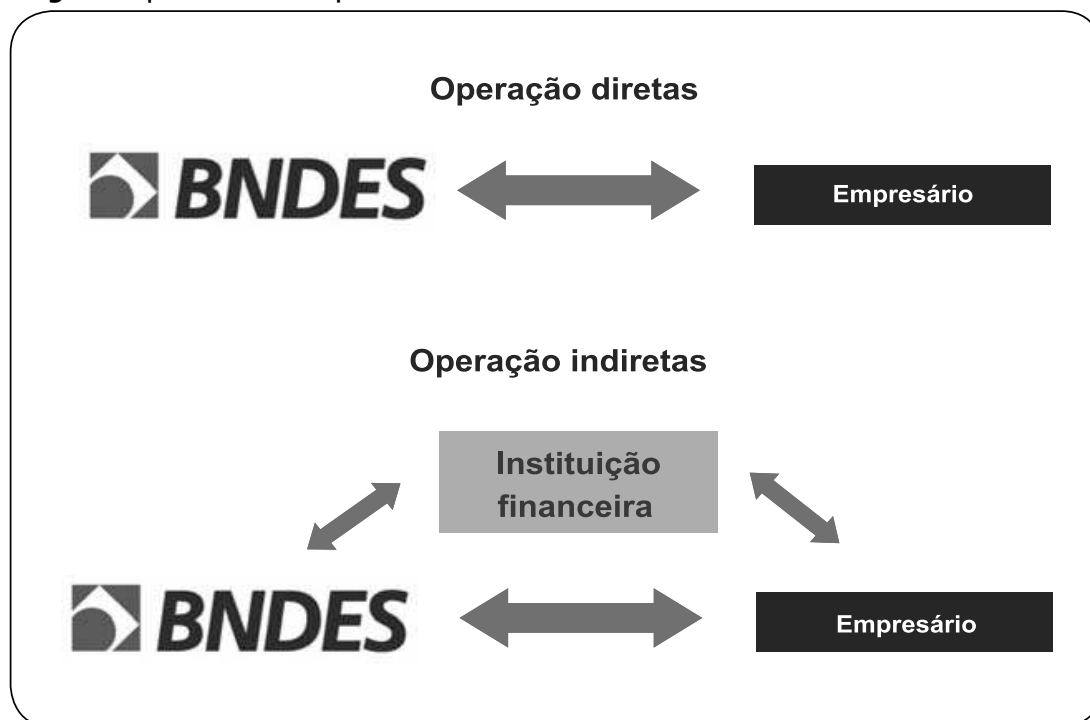 Operação diretas
BNDES
Empresário
Operação indiretas
Instituição
financeira
BNDES
Empresário